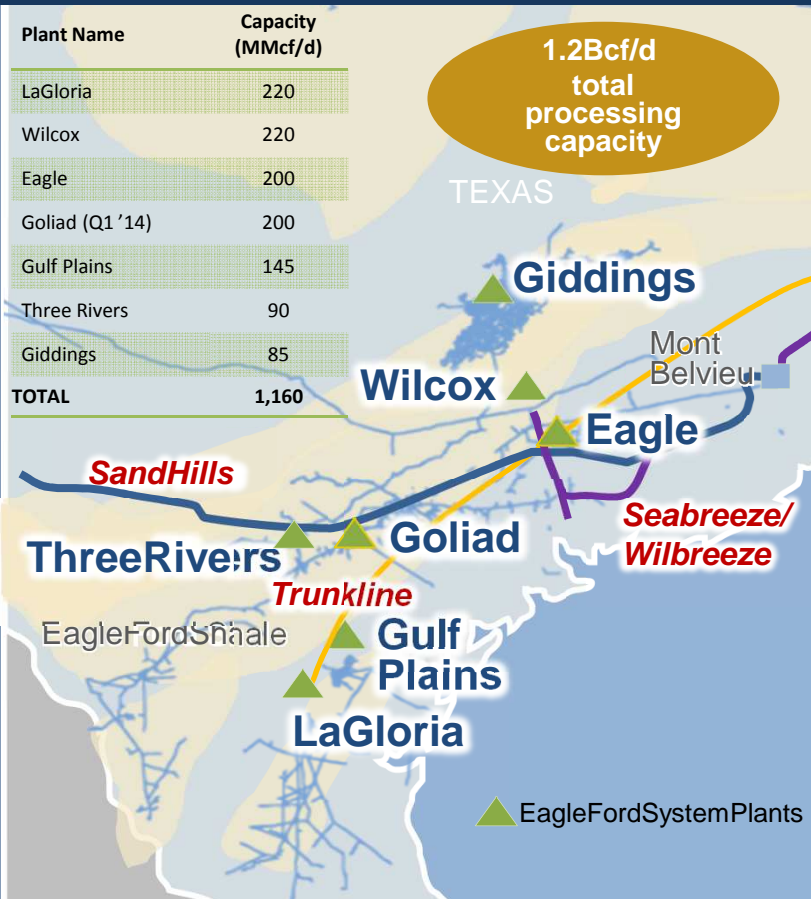 Plant Name Capacity (MMcf/d)
LaGloria 220
Wilcox 220
Eagle 200
Goliad (Q1 ’14) 200
Gulf Plains 145
Three Rivers 90
Giddings 85
TOTAL 1,160
1.2Bcf/d
total
processing
capacity
TEXAS
Giddings
Mont
Belvieu
Wilcox
Eagle
SandHills
Seabreeze/
Wilbreeze
Goliad
ThreeRivers
Trunkline
EagleFordShale
Gulf
Plains
LaGloria
EagleFordSystemPlants